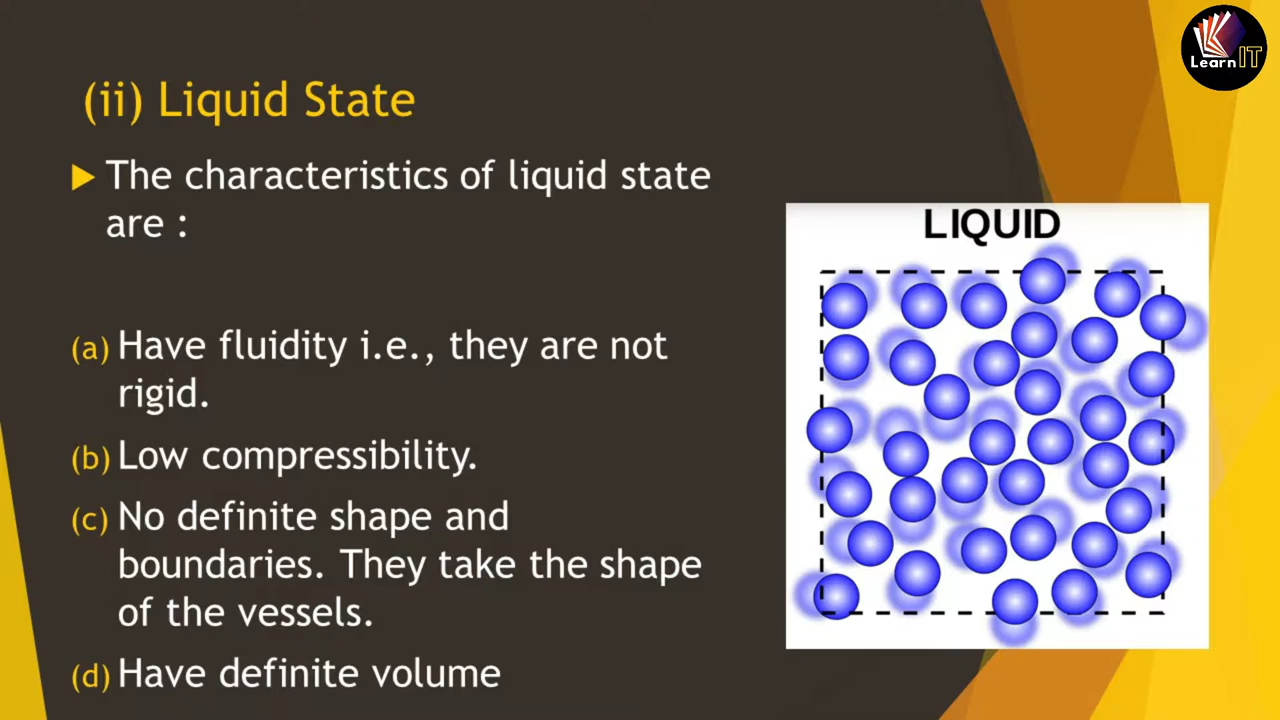 Learn IT
(ii) Liquid State
The characteristics of liquid state
are :
(a) Have fluidity i.e., they are not
rigid.
(b) Low compressibility.
(c) No definite shape and
boundaries. They take the shape
of the vessels.
(d) Have definite volume
LIQUID